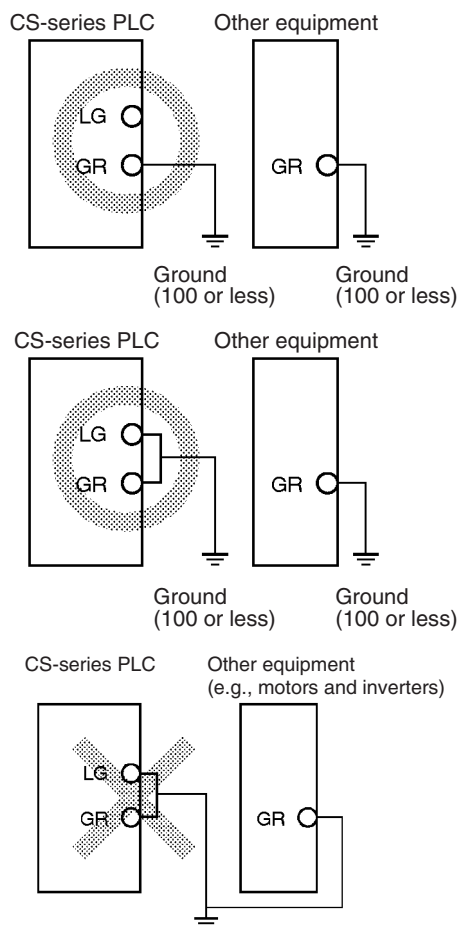 CS-series PLC
Other equipment
LG
GR
GR
Ground
(100 or less)
Ground
(100 or less)
CS-series PLC
Other equipment
LG
GR
GR
Ground
(100 or less)
Ground
(100 or less)
CS-series PLC
Other equipment
(e.g., motors and inverters)
LG
GR
GR